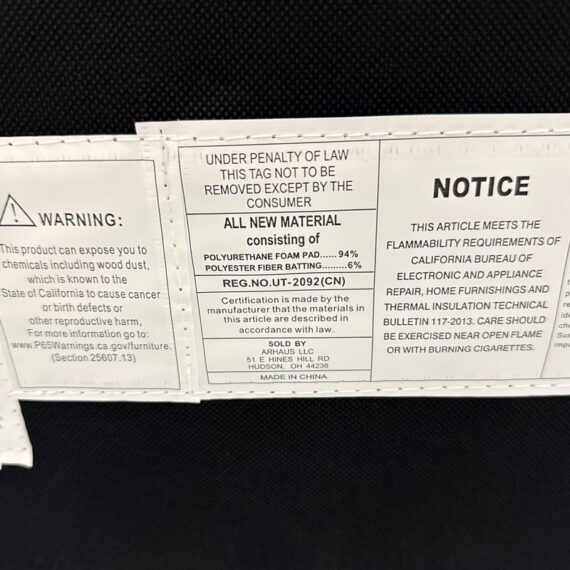 WARNING:
This product can expose you to
chemicals including wood dust,
which is known to the
State of California to cause cancer
or birth defects or
other reproductive harm,
For more information go to:
www.P65Warnings.ca.gov/furniture.
(Section 25607.13)
UNDER PENALTY OF LAW
THIS TAG NOT TO BE
REMOVED EXCEPT BY THE
CONSUMER
ALL NEW MATERIAL
consisting of
POLYURETHANE FOAM PAD......94%
POLYESTER FIBER BATTING.........6%
REG.NO.UT-2092(CN)
Certification is made by the
manufacturer that the materials in
this article are described in
accordance with law.
SOLD BY
ARHAUS LLC
51 E HINES HILL RD
HUDSON, OH 44236
MADE IN CHINA
NOTICE
THIS ARTICLE MEETS THE
FLAMMABILITY REQUIREMENTS OF
CALIFORNIA BUREAU OF
ELECTRONIC AND APPLIANCE
REPAIR, HOME FURNISHINGS AND
THERMAL INSULATION TECHNICAL
BULLETIN 117-2013. CARE SHOULD
BE EXERCISED NEAR OPEN FLAME
OR WITH BURNING CIGARETTES.